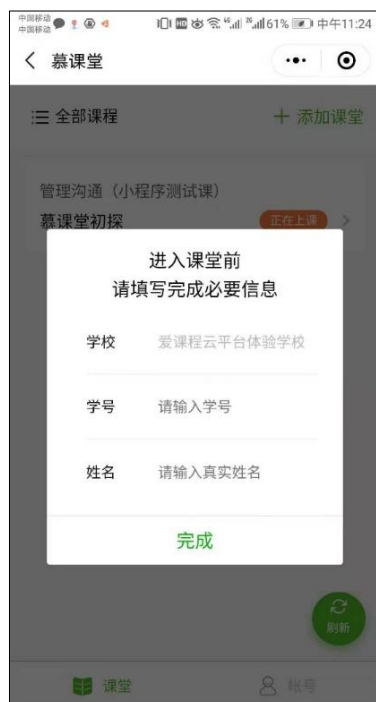 中国移动
中国移动
HD 4G 2G 61% 中午11:24
慕课堂
全部课程
+ 添加课堂
管理沟通（小程序测试课）
慕课堂初探
正在上课
进入课堂前
请填写完成必要信息
学校 爱课程云平台体验学校
学号 请输入学号
姓名 请输入真实姓名
完成
刷新
课堂
帐号